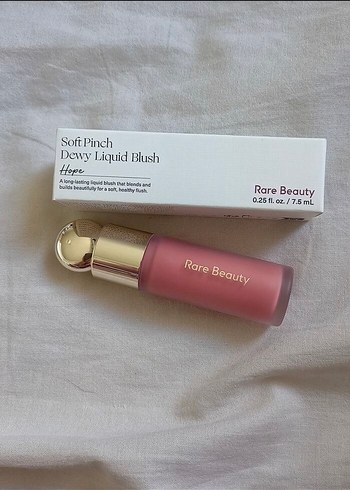 Soft Pinch
Dewy Liquid Blush
Hope
A long-lasting liquid blush that blends and
builds beautifully for a soft, healthy flush.
Rare Beauty
0.25 fl. oz. / 7.5 mL
Rare Beauty